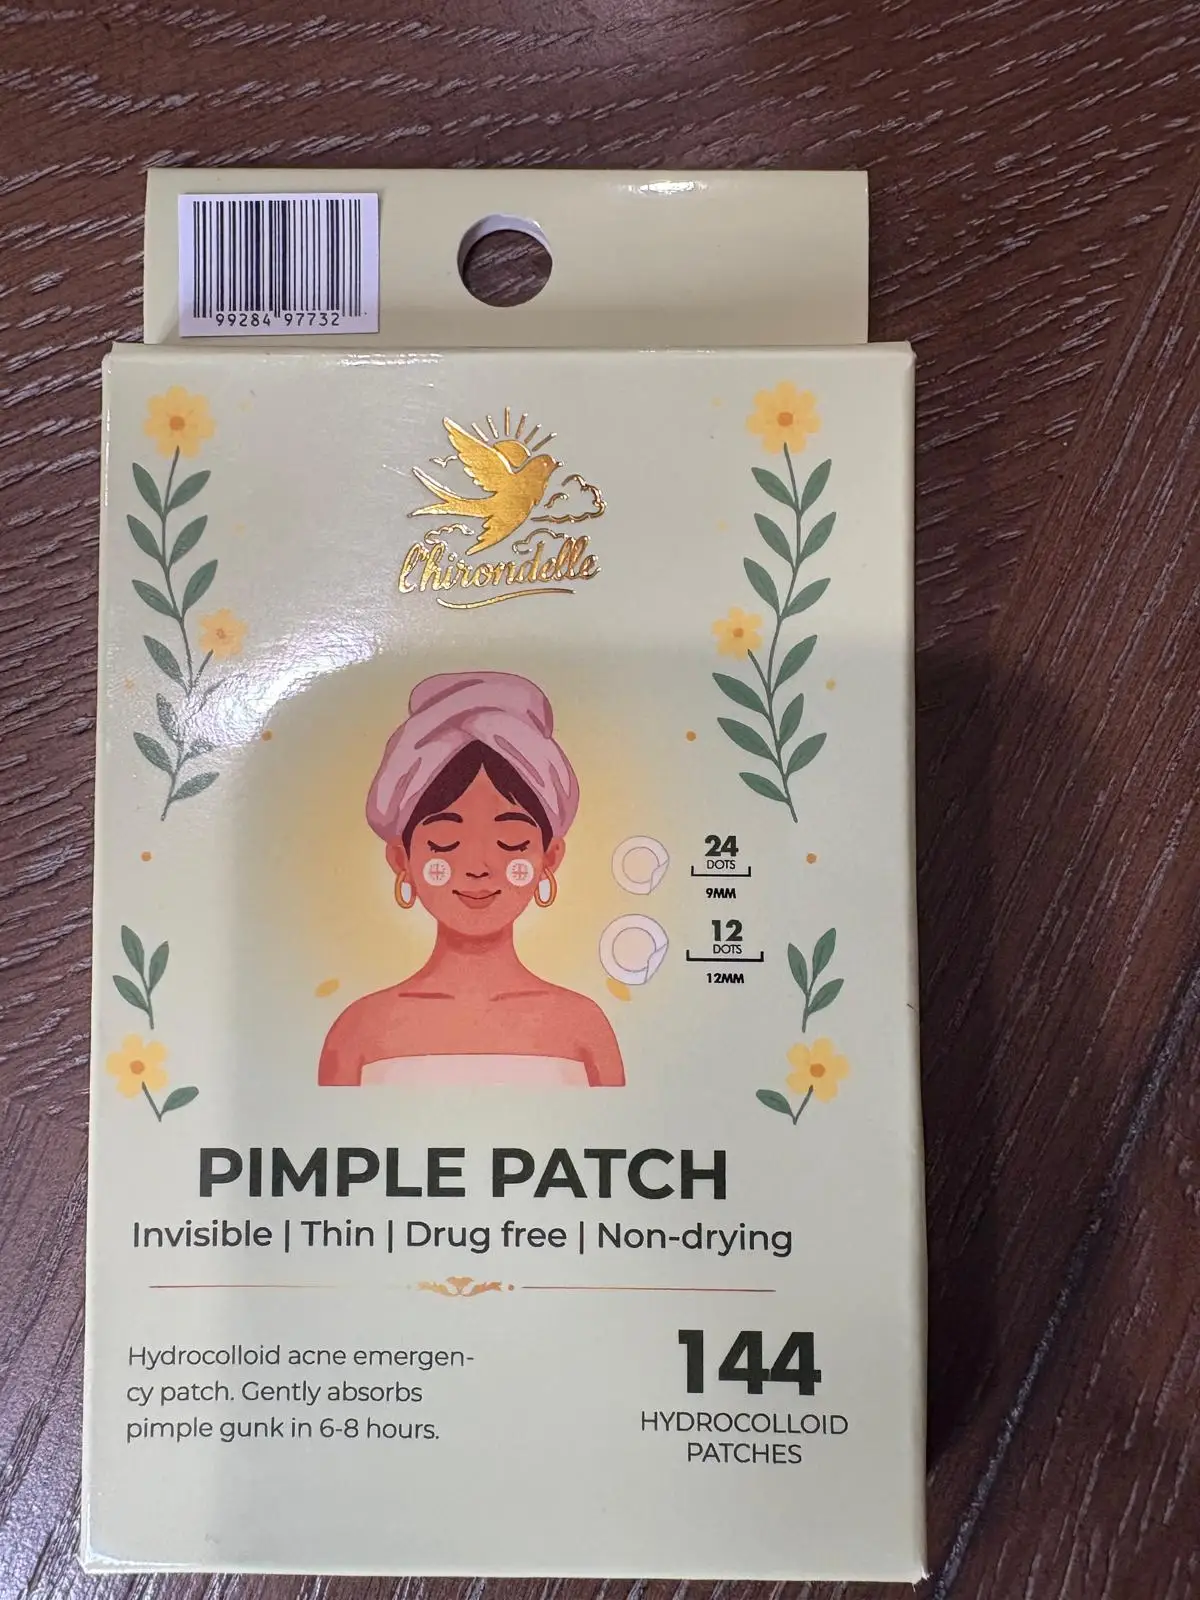 99284 97732
l'hirondelle
24
DOTS
9MM
12
DOTS
12MM
PIMPLE PATCH
Invisible | Thin | Drug free | Non-drying
Hydrocolloid acne emergen-
cy patch. Gently absorbs
pimple gunk in 6-8 hours.
144
HYDROCOLLOID
PATCHES